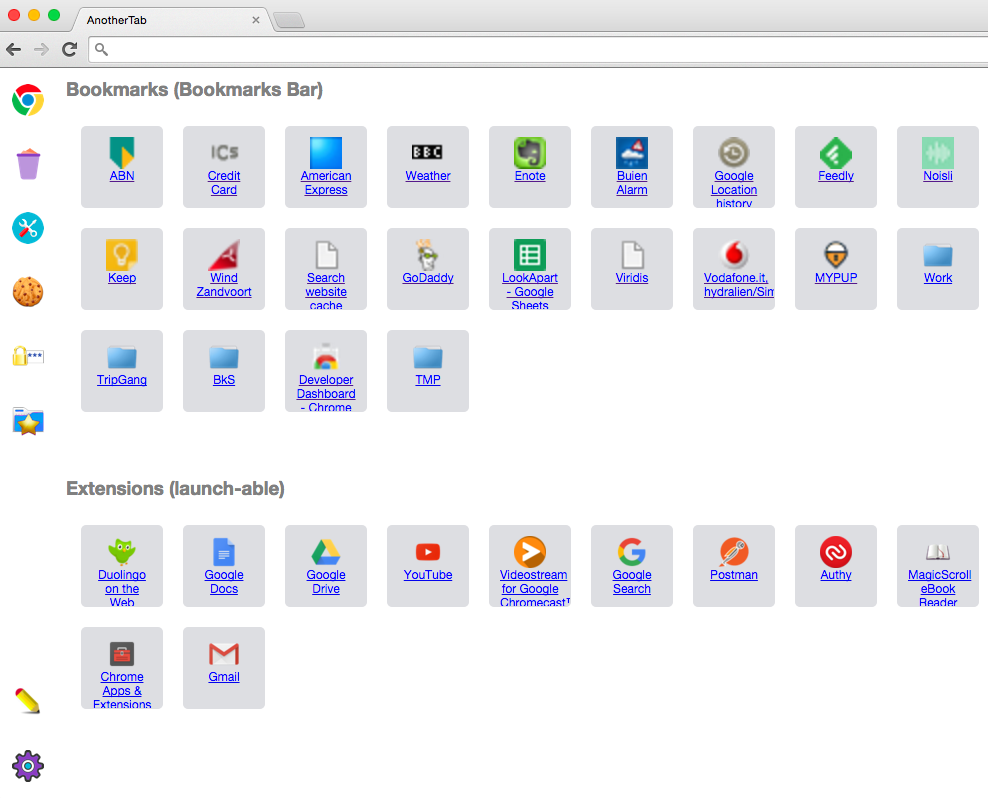 AnotherTab
Bookmarks (Bookmarks Bar)
ICS
BBC
ABN
Credit
Card
American
Express
Weather
Enote
Buien
Alarm
Google
Location
history
Feedly
Noisli
Keep
Wind
Zandvoort
Search
website
cache
GoDaddy
LookApart
- Google
Sheets
Viridis
Vodafone.it,
hydralien/Sim
MYPUP
Work
TripGang
BkS
Developer
Dashboard
- Chrome
TMP
***
Extensions (launch-able)
Duolingo
on the
Web
Google
Docs
Google
Drive
YouTube
Videostream
for Google
Chromecast™
Google
Search
Postman
Authy
MagicScroll
eBook
Reader
Chrome
Apps &
Extensions
Gmail